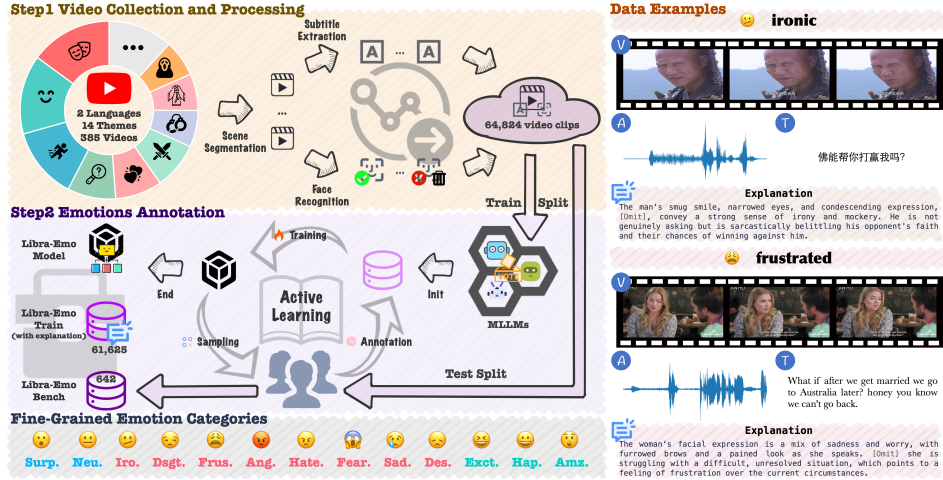 Step1 Video Collection and Processing
2 Languages
14 Themes
385 Videos
Scene
Segmentation
Subtitle
Extraction
A
...
A
...
Face
Recognition
...
A
64,824 video clips
Train
Split
Step2 Emotions Annotation
Libra-Emo
Model
End
Training
Active
Learning
Sampling
Annotation
Init
VOTE
MLLMs
Libra-Emo
Train
(with explanation)
61,625
Libra-Emo
Bench
642
Test Split
Fine-Grained Emotion Categories
Surp. Neu. Iro. Dsgt. Frus. Ang. Hate. Fear. Sad. Des. Exct. Hap. Amz.
Data Examples
ironic
V
A
T
佛能帮你打赢我吗？
Explanation
The man's smug smile, narrowed eyes, and condescending expression,
[Omit], convey a strong sense of irony and mockery. He is not
genuinely asking but is sarcastically belittling his opponent's faith
and their chances of winning against him.
frustrated
V
A
T
What if after we get married we go
to Australia later? honey you know
we can't go back.
Explanation
The woman's facial expression is a mix of sadness and worry, with
furrowed brows and a pained look as she speaks. [Omit] she is
struggling with a difficult, unresolved situation, which points to a
feeling of frustration over the current circumstances.